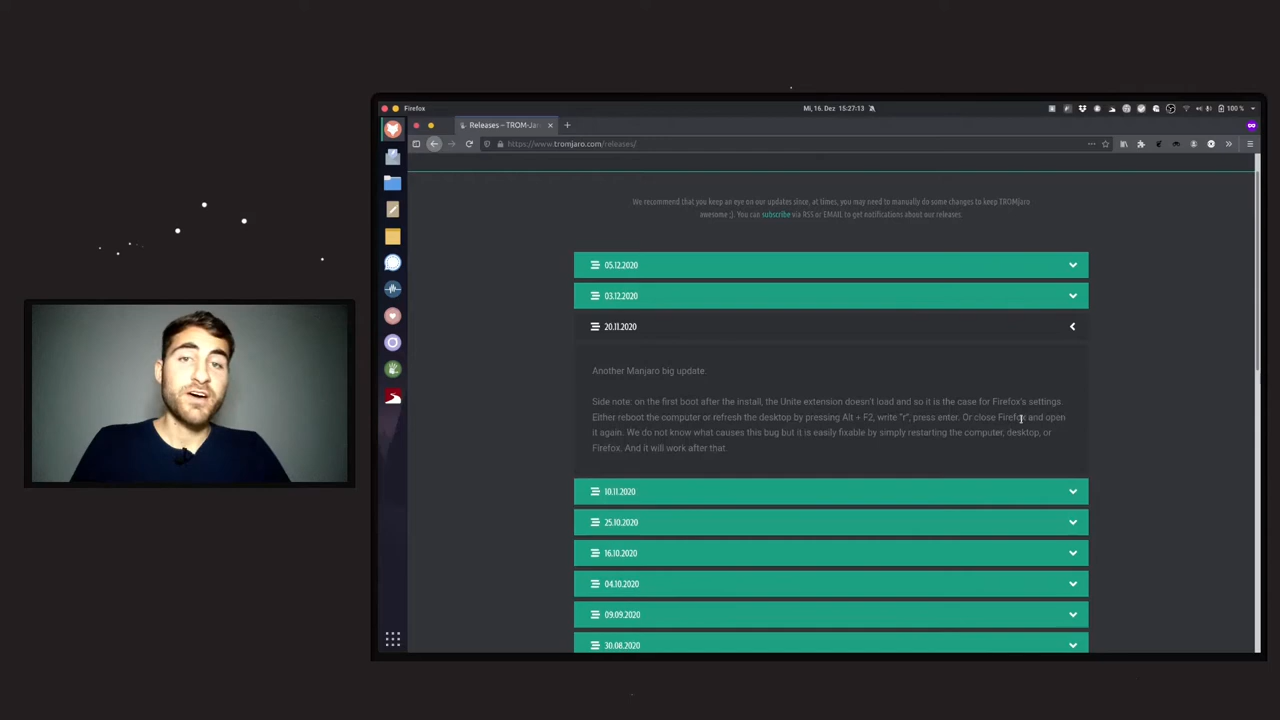 Firefox
Mi, 16. Dez 15:27:13
100 %
Releases – TROM-Jar
https://www.tromjaro.com/releases/
We recommend that you keep an eye on our updates since, at times, you may need to manually do some changes to keep TROMjaro
awesome ;). You can subscribe via RSS or EMAIL to get notifications about our releases.
05.12.2020
03.12.2020
20.11.2020
Another Manjaro big update.
Side note: on the first boot after the install, the Unite extension doesn't load and so it is the case for Firefox's settings.
Either reboot the computer or refresh the desktop by pressing Alt + F2, write "r", press enter. Or close Firefox and open
it again. We do not know what causes this bug but it is easily fixable by simply restarting the computer, desktop, or
Firefox. And it will work after that.
10.11.2020
25.10.2020
16.10.2020
04.10.2020
09.09.2020
30.08.2020